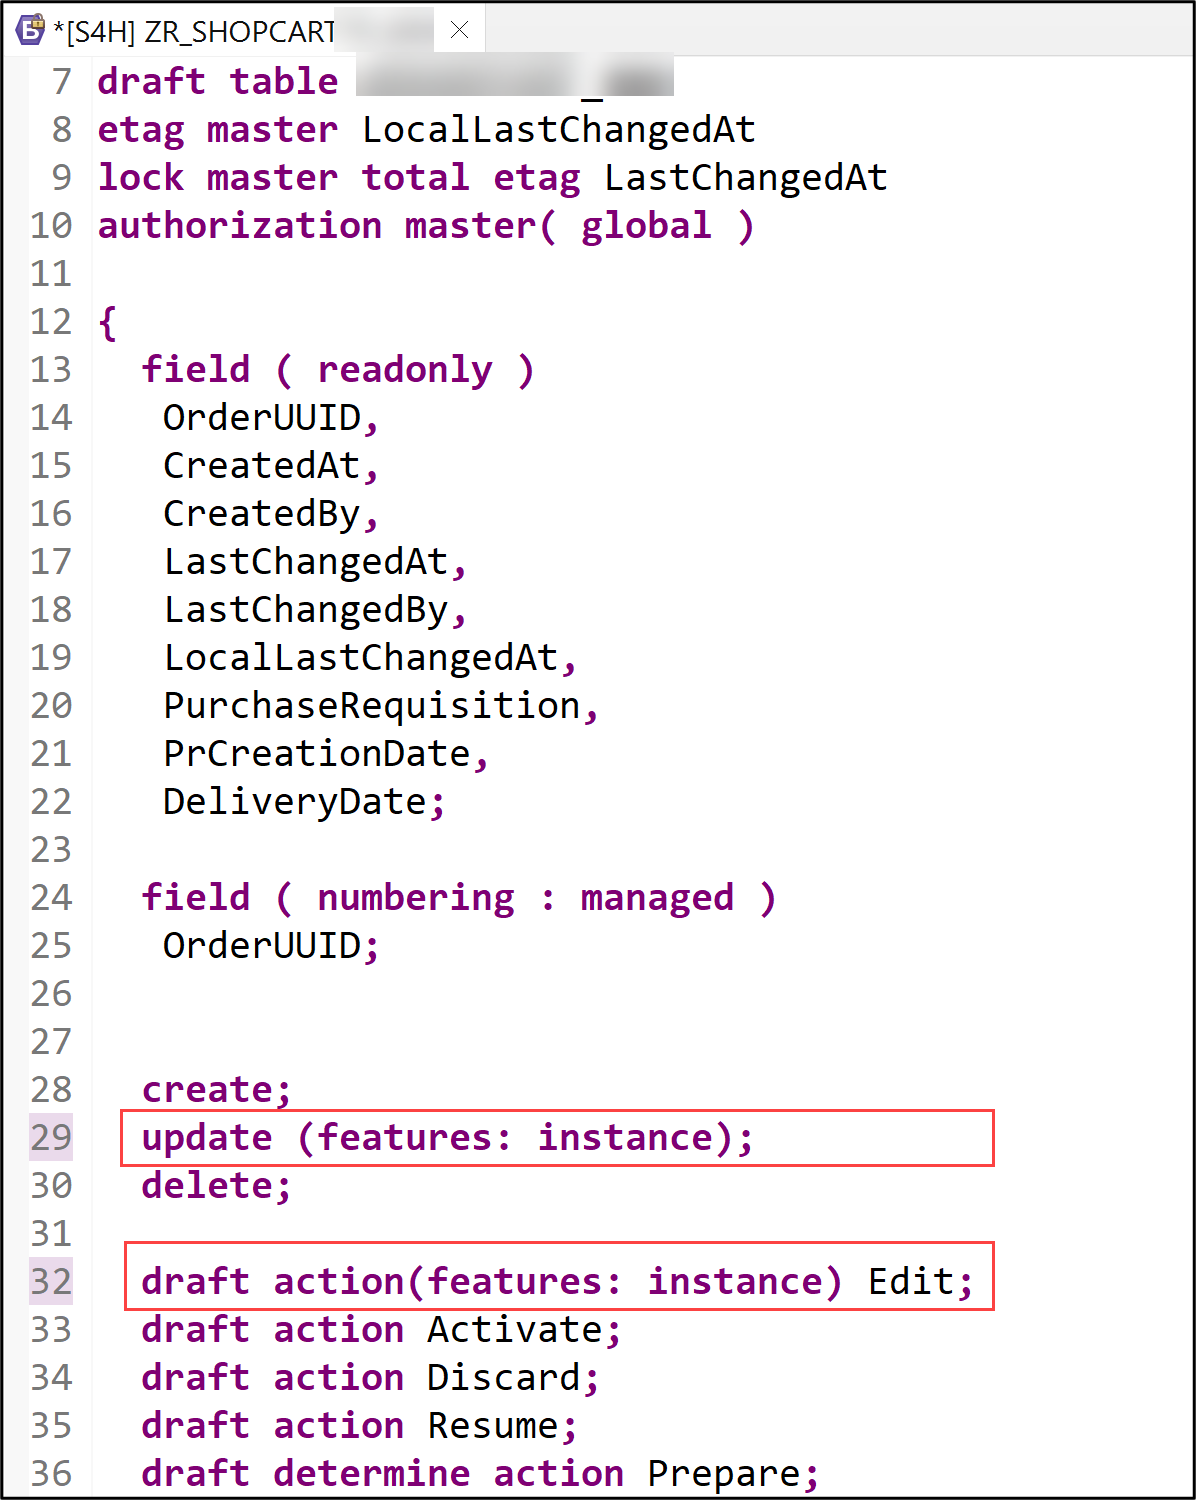 *[S4H] ZR_SHOPCART
7 draft table
8 etag master LocalLastChangedAt
9 lock master total etag LastChangedAt
10 authorization master( global )
11
12 {
13 field ( readonly )
14 OrderUUID,
15 CreatedAt,
16 CreatedBy,
17 LastChangedAt,
18 LastChangedBy,
19 LocalLastChangedAt,
20 PurchaseRequisition,
21 PrCreationDate,
22 DeliveryDate;
23
24 field ( numbering : managed )
25 OrderUUID;
26
27
28 create;
29 update (features: instance);
30 delete;
31
32 draft action(features: instance) Edit;
33 draft action Activate;
34 draft action Discard;
35 draft action Resume;
36 draft determine action Prepare;